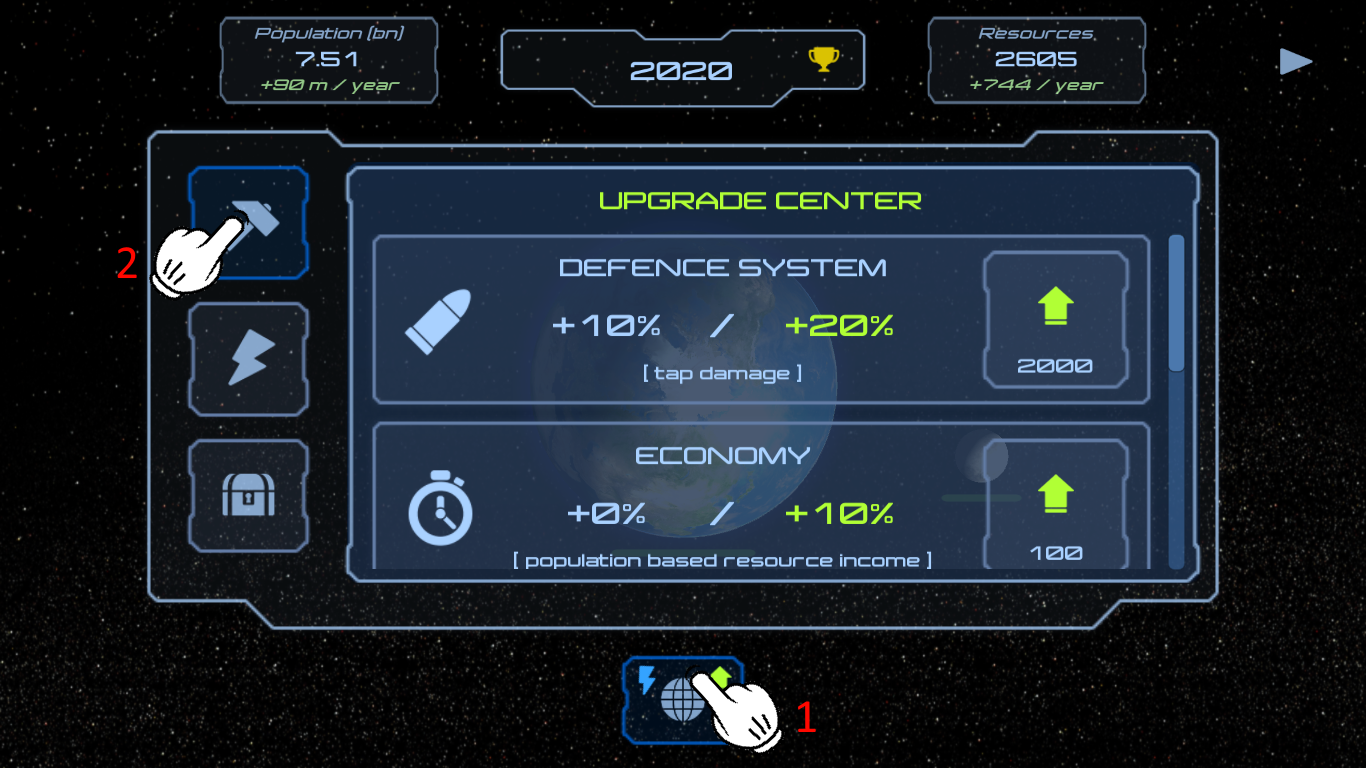 Population (bn)
7.51
+90 m / year
2020
Resources
2605
+744 / year
UPGRADE CENTER
DEFENCE SYSTEM
+10% / +20%
[ tap damage ]
2000
2
ECONOMY
+0% / +10%
[ population based resource income ]
100
1